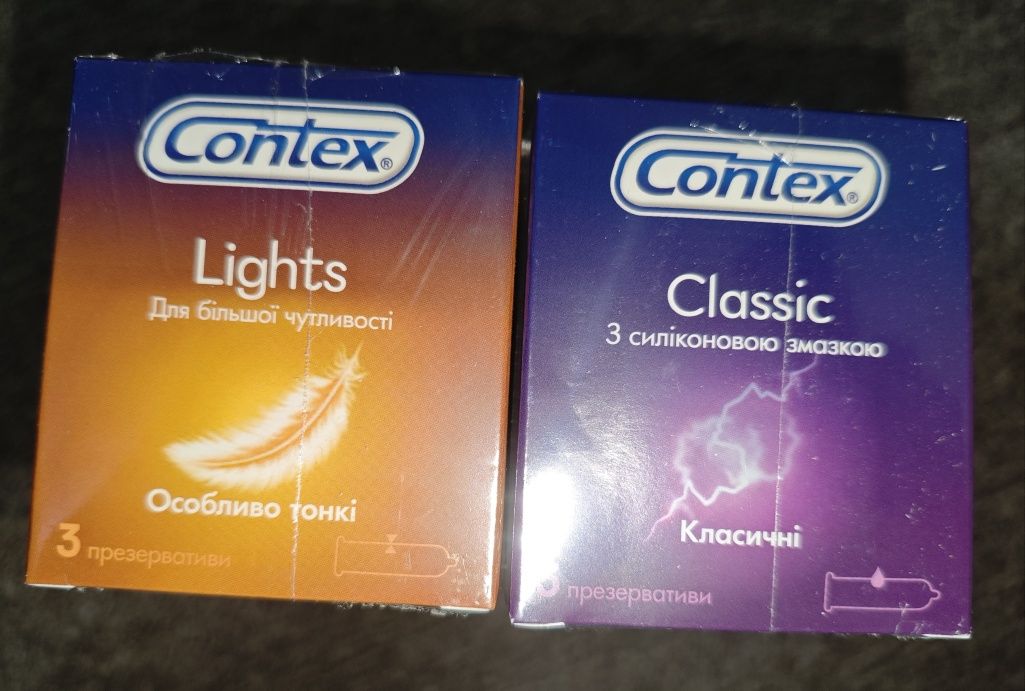 Contex®
Lights
Для більшої чутливості
Особливо тонкі
3 презервативи
Contex®
Classic
З силіконовою змазкою
Класичні
презервативи